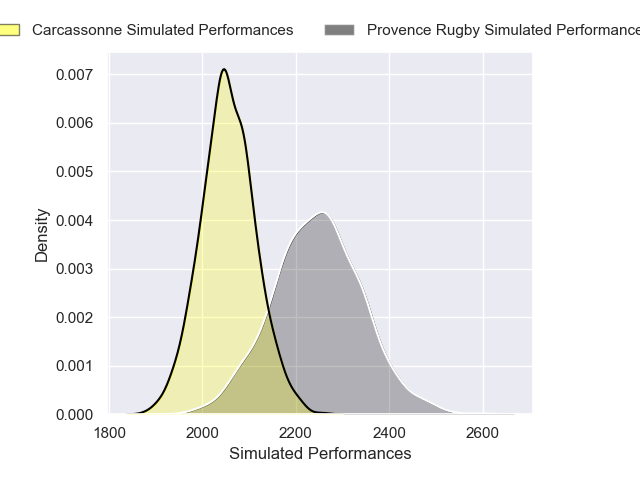 Carcassonne Simulated Performances
Provence Rugby Simulated Performance
0.007
0.006
0.005
0.004
0.003
0.002
0.001
0.000
Density
1800 2000 2200 2400 2600
Simulated Performances